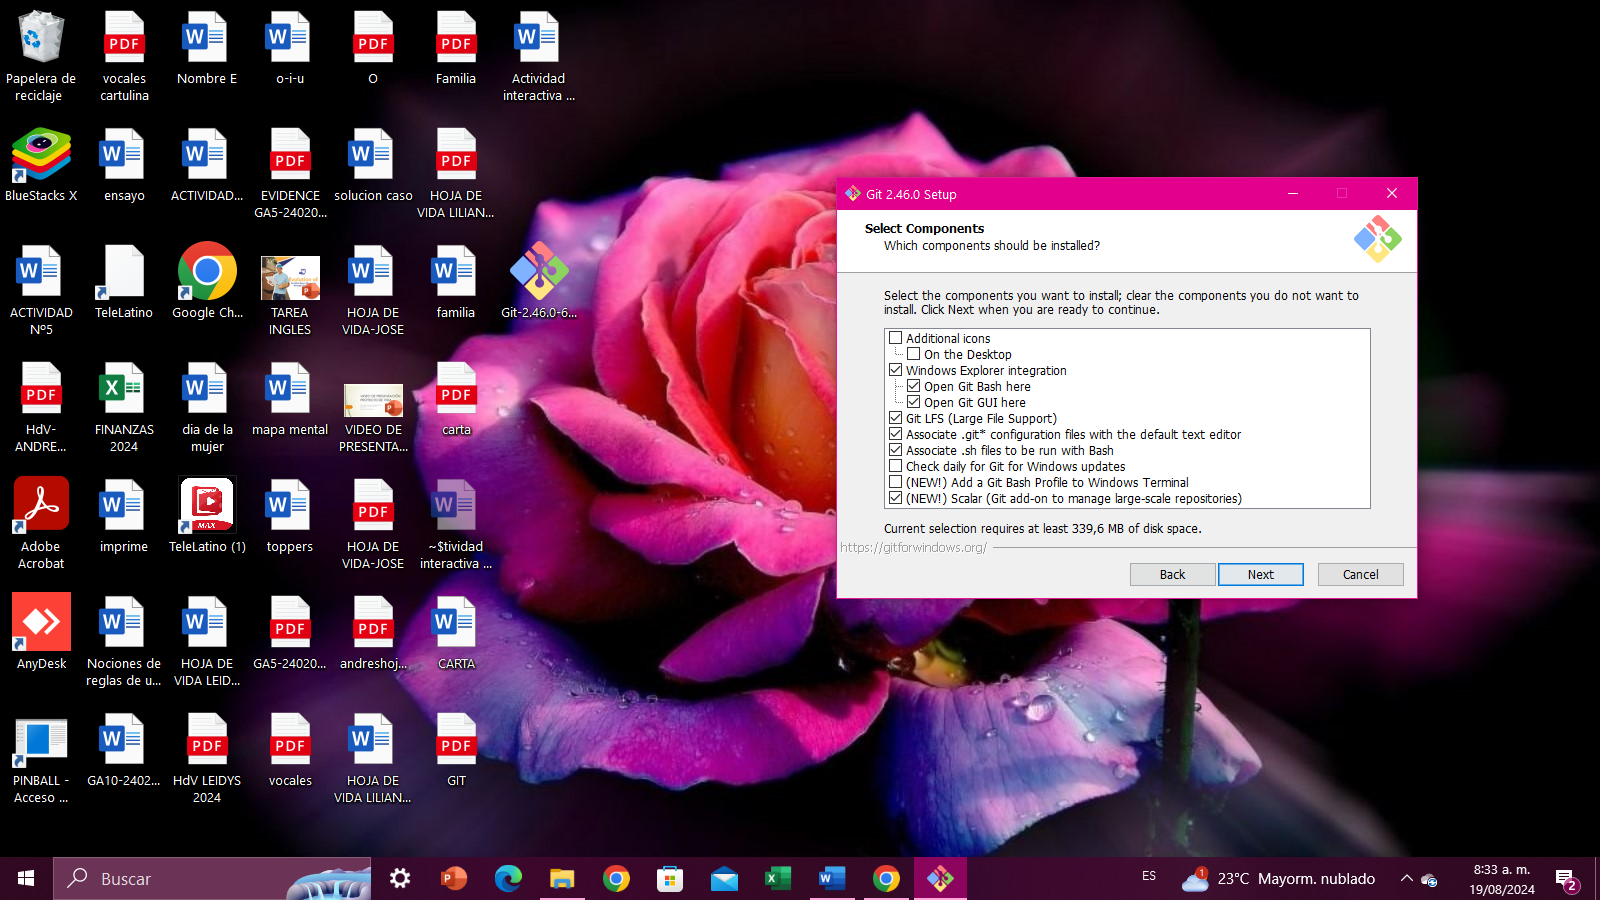 Papelera de
reciclaje
vocales
cartulina
Nombre E
o-i-u
O
Familia
Actividad
interactiva ...
BlueStacks X
ensayo
ACTIVIDAD...
EVIDENCE
GA5-24020...
solucion caso
HOJA DE
VIDA LILIAN...
ACTIVIDAD
Nº5
TeleLatino
Google Ch...
TAREA
INGLES
HOJA DE
VIDA-JOSE
familia
Git-2.46.0-6...
HdV-
ANDRE...
FINANZAS
2024
dia de la
mujer
mapa mental
VIDEO DE
PRESENTA...
carta
Adobe
Acrobat
imprime
TeleLatino (1)
toppers
HOJA DE
VIDA-JOSE
~$tividad
interactiva ...
AnyDesk
Nociones de
reglas de u...
HOJA DE
VIDA LEID...
GA5-24020...
andreshoj...
CARTA
PINBALL -
Acceso ...
GA10-2402...
HdV LEIDYS
2024
vocales
HOJA DE
VIDA LILIAN...
GIT
Git 2.46.0 Setup
Select Components
Which components should be installed?
Select the components you want to install; clear the components you do not want to
install. Click Next when you are ready to continue.
Additional icons
On the Desktop
Windows Explorer integration
Open Git Bash here
Open Git GUI here
Git LFS (Large File Support)
Associate .git* configuration files with the default text editor
Associate .sh files to be run with Bash
Check daily for Git for Windows updates
(NEW!) Add a Git Bash Profile to Windows Terminal
(NEW!) Scalar (Git add-on to manage large-scale repositories)
Current selection requires at least 339,6 MB of disk space.
https://gitforwindows.org/
Back
Next
Cancel
Buscar
ES
1
23°C Mayorm. nublado
8:33 a. m.
19/08/2024
2